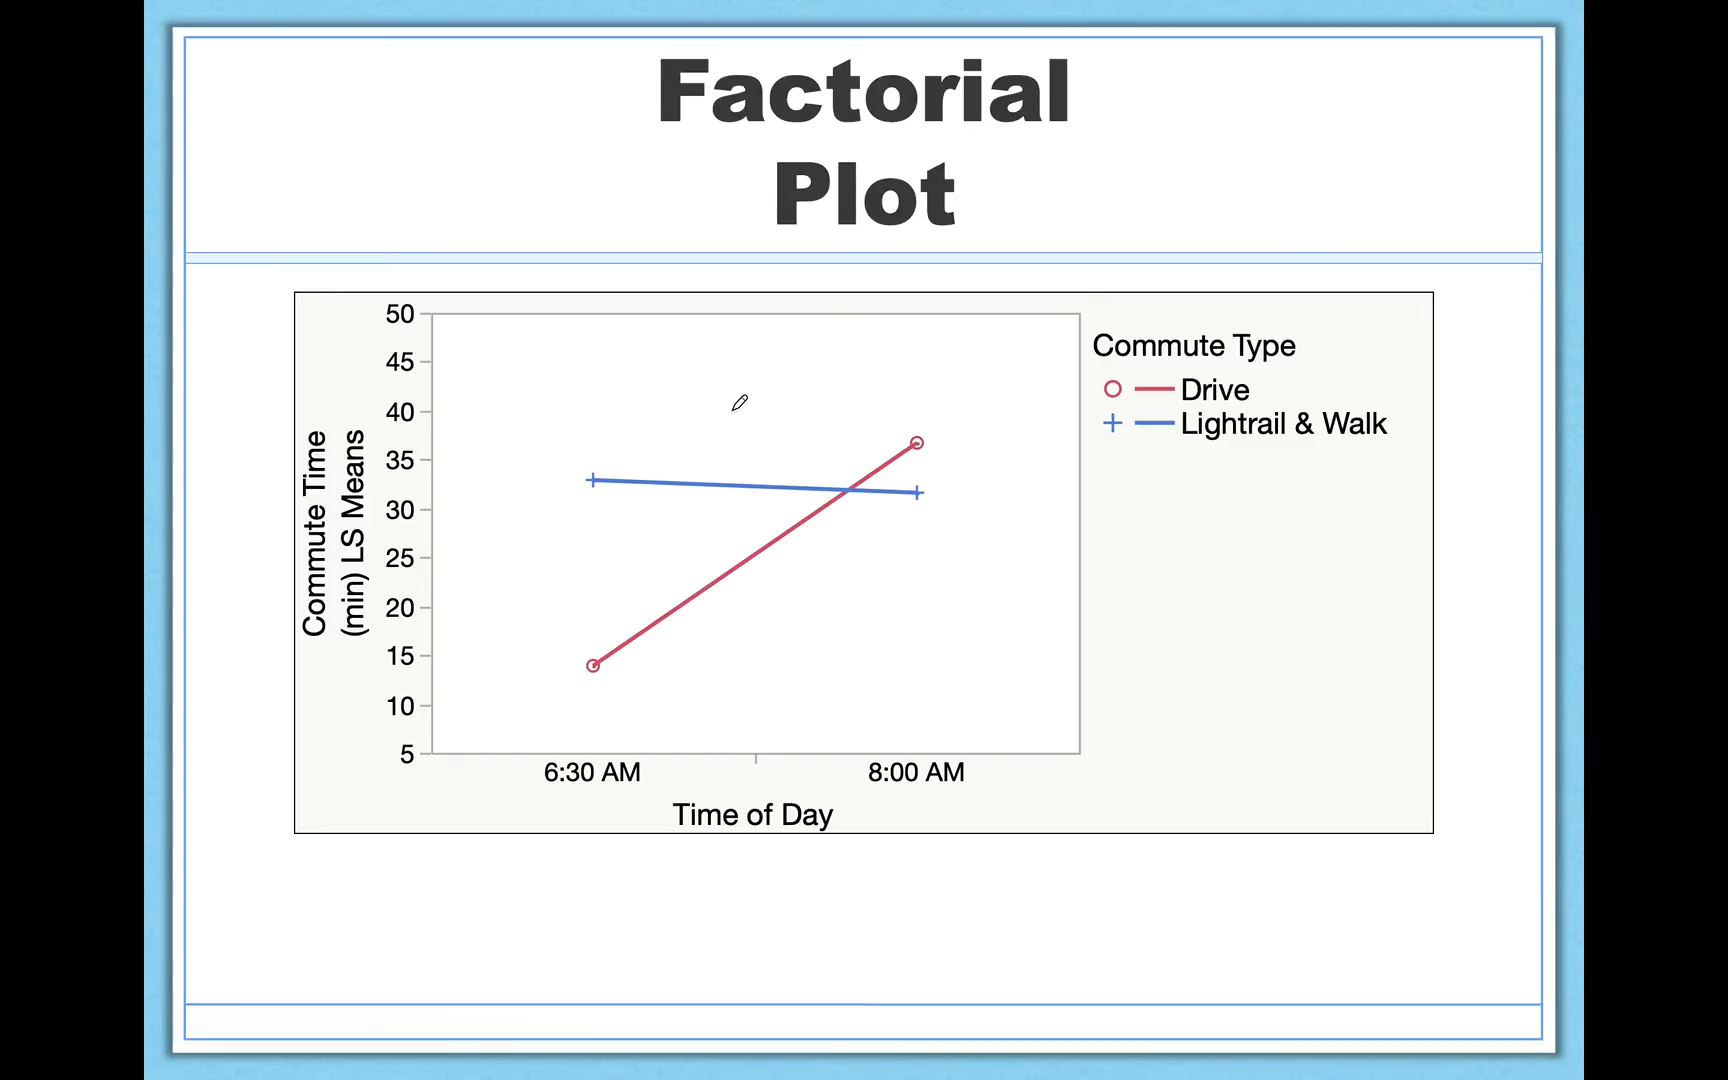 Factorial
Plot
50
45
40
35
30
25
20
15
10
5
Commute Time
(min) LS Means
6:30 AM
8:00 AM
Time of Day
Commute Type
Drive
Lightrail & Walk